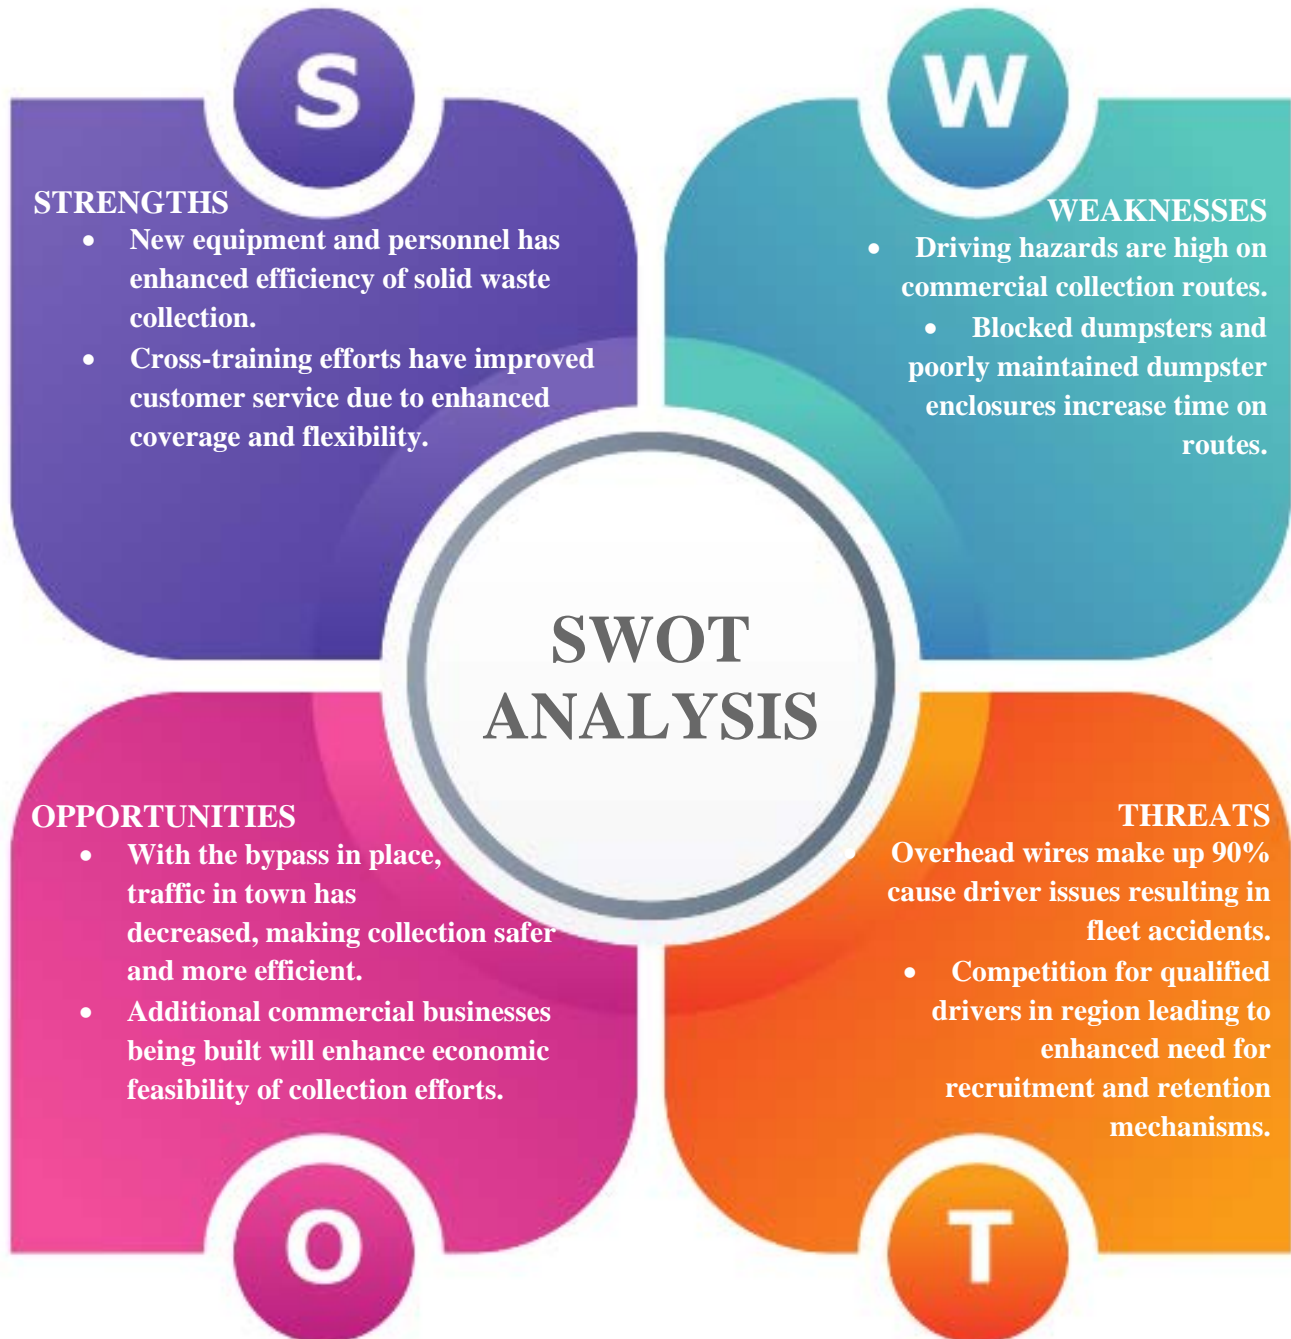 S
STRENGTHS
• New equipment and personnel has
enhanced efficiency of solid waste
collection.
• Cross-training efforts have improved
customer service due to enhanced
coverage and flexibility.
W
WEAKNESSES
• Driving hazards are high on
commercial collection routes.
• Blocked dumpsters and
poorly maintained dumpster
enclosures increase time on
routes.
SWOT
ANALYSIS
OPPORTUNITIES
• With the bypass in place,
traffic in town has
decreased, making collection safer
and more efficient.
• Additional commercial businesses
being built will enhance economic
feasibility of collection efforts.
O
THREATS
• Overhead wires make up 90%
cause driver issues resulting in
fleet accidents.
• Competition for qualified
drivers in region leading to
enhanced need for
recruitment and retention
mechanisms.
T